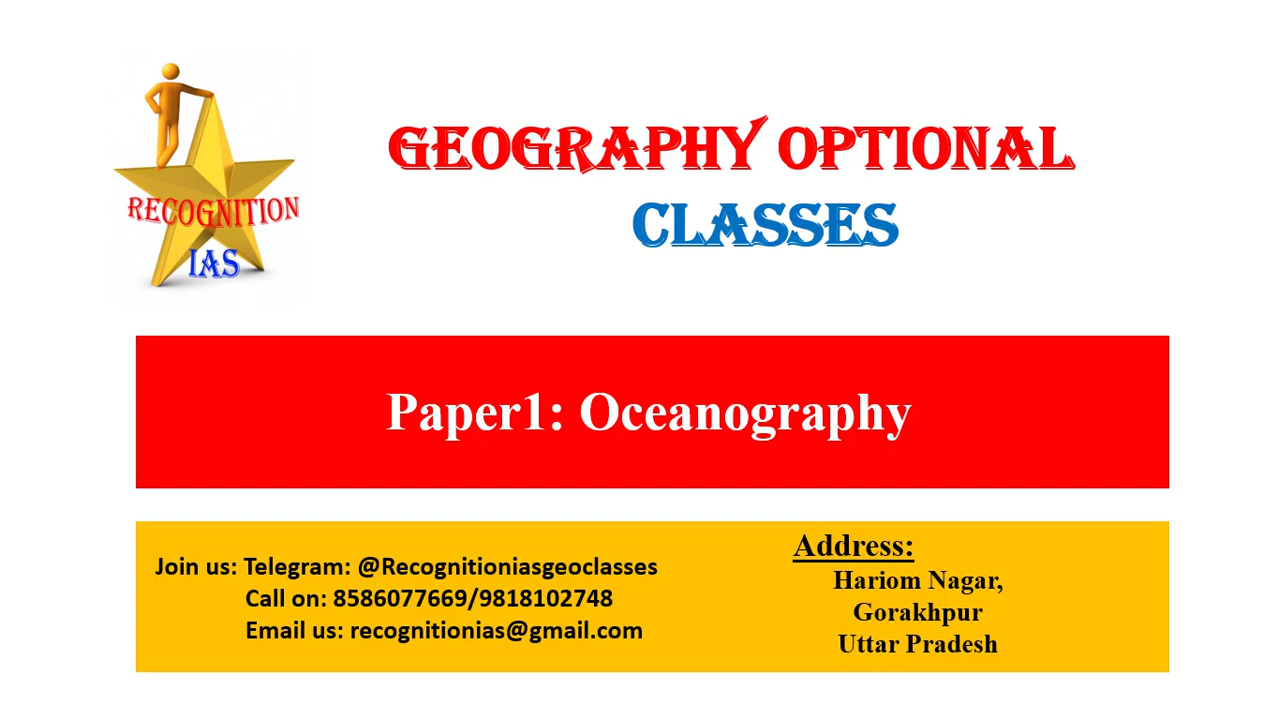 RECOGNITION
IAS
GEOGRAPHY OPTIONAL
CLASSES
Paper1: Oceanography
Join us: Telegram: @Recognitioniasgeoclasses
Call on: 8586077669/9818102748
Email us: recognitionias@gmail.com
Address:
Hariom Nagar,
Gorakhpur
Uttar Pradesh